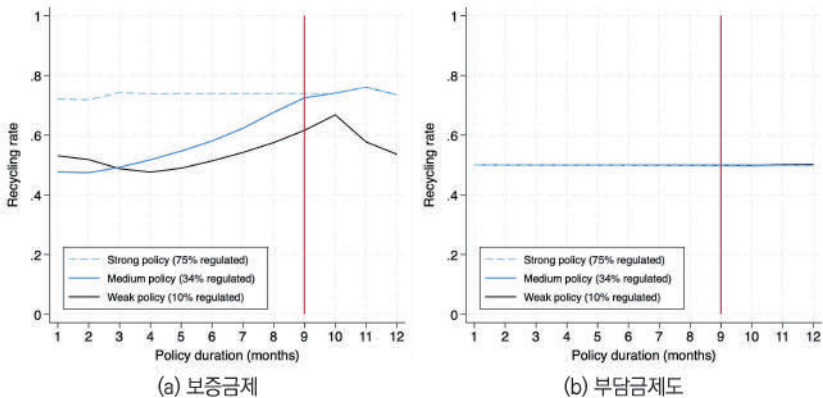 1
.8
.6
.4
.2
0
Recycling rate
Strong policy (75% regulated)
Medium policy (34% regulated)
Weak policy (10% regulated)
1 2 3 4 5 6 7 8 9 10 11 12
Policy duration (months)
(a) 보증금제
1
.8
.6
.4
.2
0
Recycling rate
Strong policy (75% regulated)
Medium policy (34% regulated)
Weak policy (10% regulated)
1 2 3 4 5 6 7 8 9 10 11 12
Policy duration (months)
(b) 부담금제도